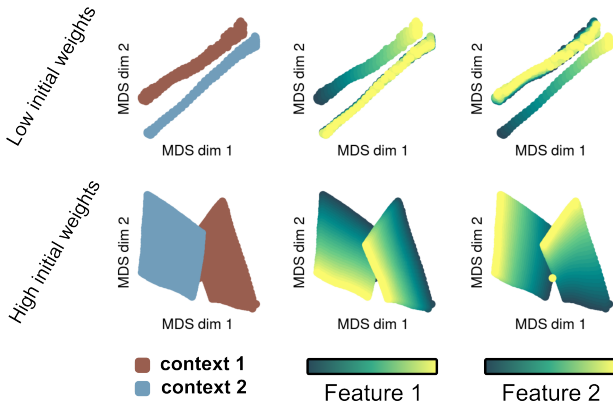 Low initial weights
MDS dim 2
MDS dim 2
MDS dim 2
MDS dim 1
MDS dim 1
MDS dim 1
High initial weights
MDS dim 2
MDS dim 2
MDS dim 2
MDS dim 1
MDS dim 1
MDS dim 1
context 1
context 2
Feature 1
Feature 2